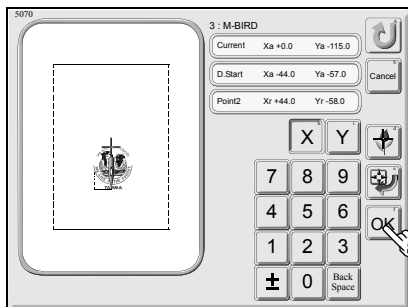 5070
3 : M-BIRD
Current Xa +0.0 Ya -115.0
D.Start Xa -44.0 Ya -57.0
Cancel
Point2 Xr +44.0 Yr -58.0
X Y
7 8 9
4 5 6
OK
1 2 3
± 0 Back
Space
TAJIMA